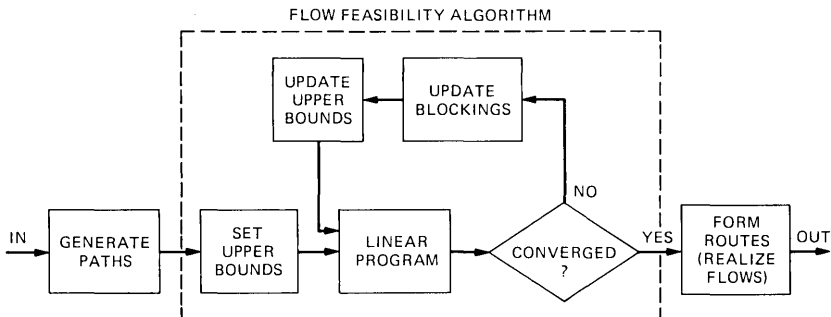 FLOW FEASIBILITY ALGORITHM
UPDATE
UPPER
BOUNDS
UPDATE
BLOCKINGS
NO
IN
GENERATE
PATHS
SET
UPPER
BOUNDS
LINEAR
PROGRAM
CONVERGED
?
YES
FORM
ROUTES
(REALIZE
FLOWS)
OUT